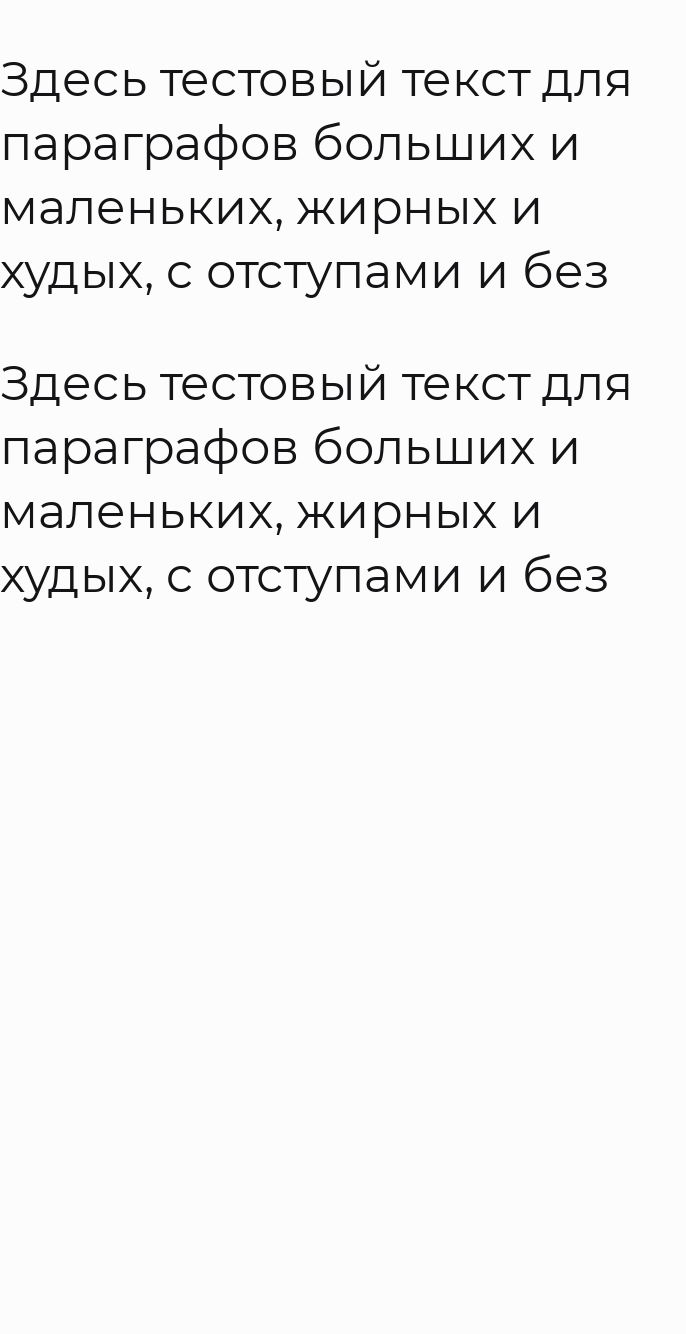 Здесь тестовый текст для
параграфов больших и
маленьких, жирных и
худых, с отступами и без
Здесь тестовый текст для
параграфов больших и
маленьких, жирных и
худых, с отступами и без